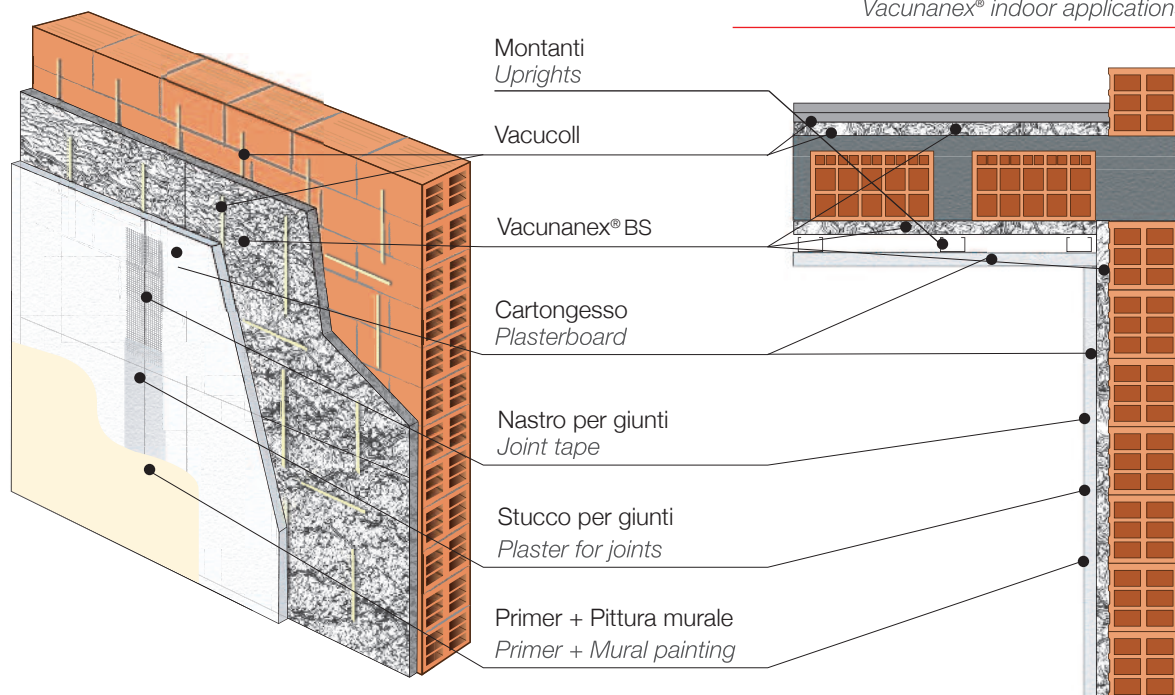 Vacunanex® indoor application
Montanti
Uprights
Vacucoll
Vacunanex® BS
Cartongesso
Plasterboard
Nastro per giunti
Joint tape
Stucco per giunti
Plaster for joints
Primer + Pittura murale
Primer + Mural painting